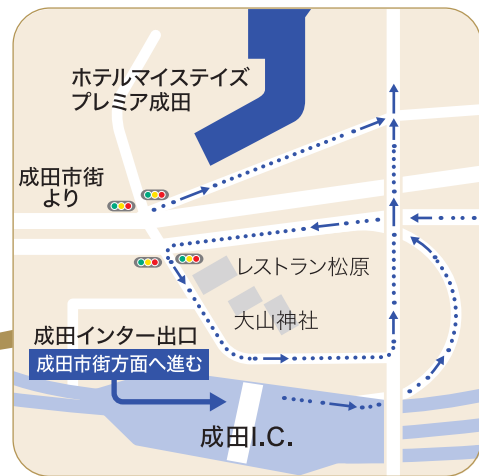 ホテルマイステイズ
プレミア成田
成田市街
より
レストラン松原
大山神社
成田インター出口
成田市街方面へ進む
成田I.C.